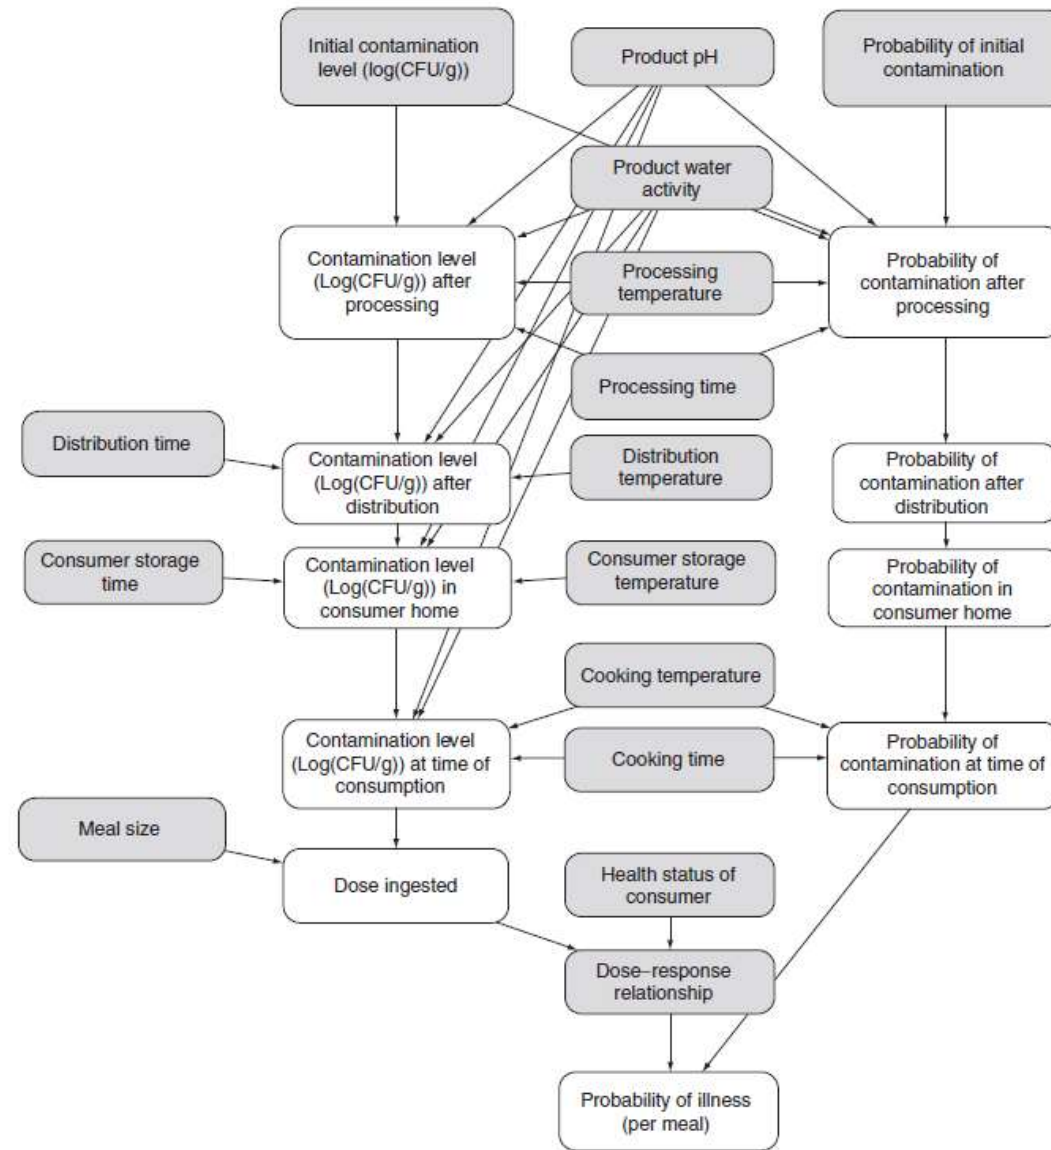 Initial contamination
level (log(CFU/g))
Product pH
Probability of initial
contamination
Product water
activity
Contamination level
(Log(CFU/g)) after
processing
Processing
temperature
Probability of
contamination after
processing
Processing time
Distribution time
Contamination level
(Log(CFU/g)) after
distribution
Distribution
temperature
Probability of
contamination after
distribution
Consumer storage
time
Contamination level
(Log(CFU/g)) in
consumer home
Consumer storage
temperature
Probability of
contamination in
consumer home
Cooking temperature
Contamination level
(Log(CFU/g)) at time of
consumption
Cooking time
Probability of
contamination at time of
consumption
Meal size
Dose ingested
Health status of
consumer
Dose–response
relationship
Probability of illness
(per meal)